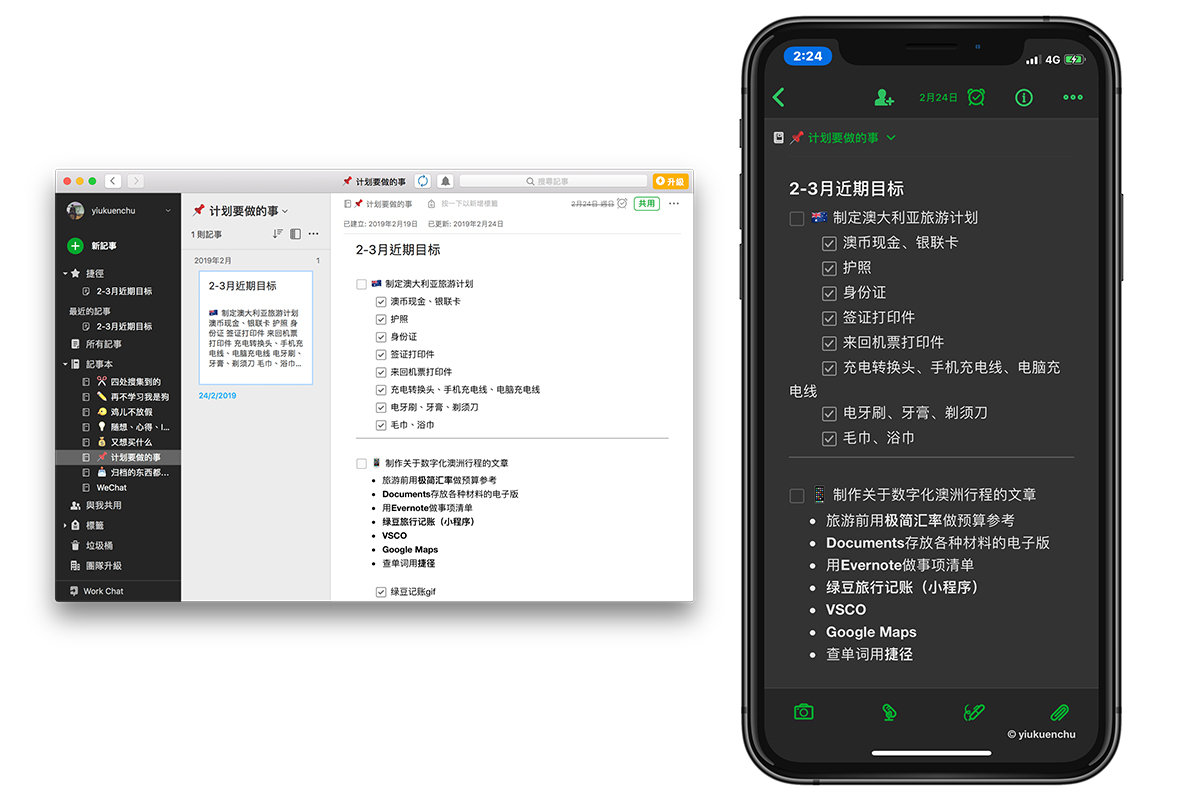 计划要做的事
搜尋記事
升級
yiukuenchu
新記事
捷徑
2-3月近期目标
最近的記事
2-3月近期目标
所有記事
記事本
四处搜集到的
再不学习我是狗
鸡儿不放假
随想、心得、I...
又想买什么
计划要做的事
归档的东西都...
WeChat
與我共用
標籤
垃圾桶
團隊升級
Work Chat
计划要做的事
1 則記事
2019年2月
1
2-3月近期目标
制定澳大利亚旅游计划
澳币现金、银联卡 护照 身
份证 签证打印件 来回机票
打印件 充电转换头、手机充
电线、电脑充电线 电牙刷、
牙膏、剃须刀 毛巾、浴巾...
24/2/2019
计划要做的事
按一下以新增標籤
2月24日 週日
共用
已建立: 2019年2月19日
已更新: 2019年2月24日
2-3月近期目标
制定澳大利亚旅游计划
澳币现金、银联卡
护照
身份证
签证打印件
来回机票打印件
充电转换头、手机充电线、电脑充电线
电牙刷、牙膏、剃须刀
毛巾、浴巾
制作关于数字化澳洲行程的文章
旅游前用极简汇率做预算参考
Documents存放各种材料的电子版
用Evernote做事项清单
绿豆旅行记账（小程序）
VSCO
Google Maps
查单词用捷径
绿豆记账gif
2:24
4G
2月24日
计划要做的事
2-3月近期目标
制定澳大利亚旅游计划
澳币现金、银联卡
护照
身份证
签证打印件
来回机票打印件
充电转换头、手机充电线、电脑充
电线
电牙刷、牙膏、剃须刀
毛巾、浴巾
制作关于数字化澳洲行程的文章
旅游前用极简汇率做预算参考
Documents存放各种材料的电子版
用Evernote做事项清单
绿豆旅行记账（小程序）
VSCO
Google Maps
查单词用捷径
© yiukuenchu